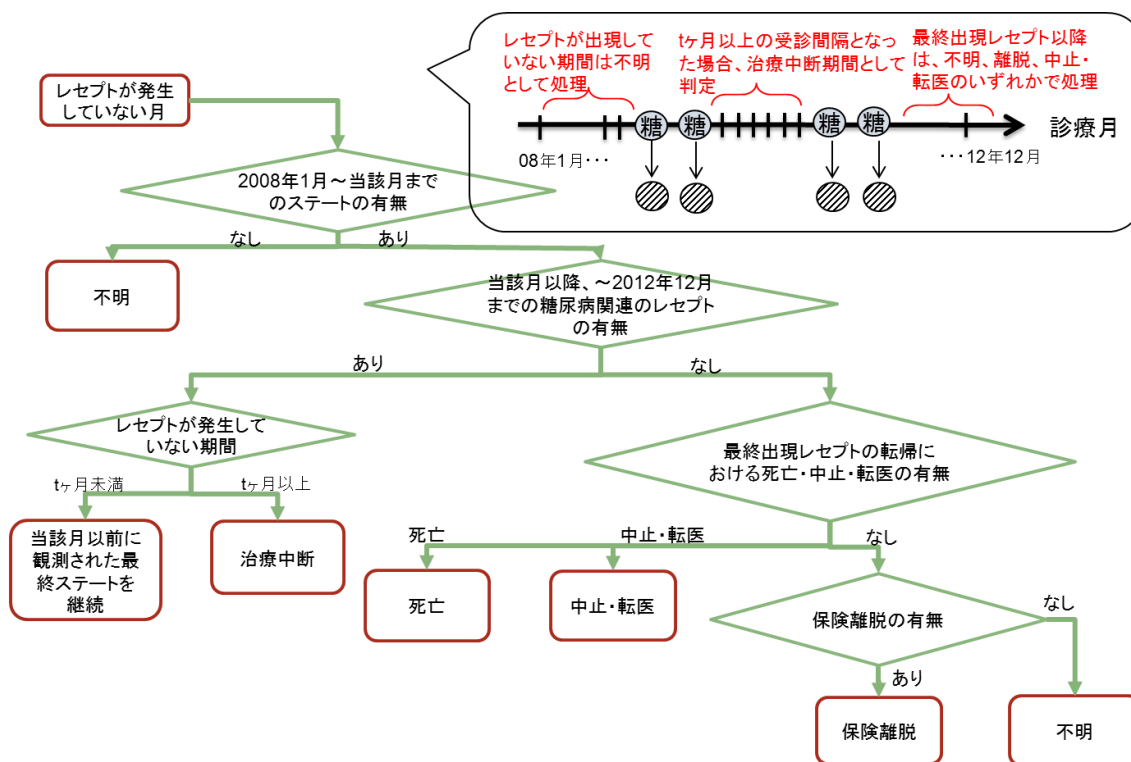 レセプトが発生
していない月
レセプトが出現して
いない期間は不明
として処理
tヶ月以上の受診間隔となっ
た場合、治療中断期間として
判定
最終出現レセプト以降
は、不明、離脱、中止・
転医のいずれかで処理
糖
糖
糖
糖
診療月
08年1月・・・
・・・12年12月
2008年1月～当該月まで
のステートの有無
なし
あり
不明
当該月以降、～2012年12月
までの糖尿病関連のレセプト
の有無
あり
なし
レセプトが発生して
いない期間
最終出現レセプトの転帰に
おける死亡・中止・転医の有無
tヶ月未満
tヶ月以上
当該月以前に
観測された最
終ステートを
継続
治療中断
死亡
中止・転医
なし
死亡
中止・転医
保険離脱の有無
なし
あり
保険離脱
不明